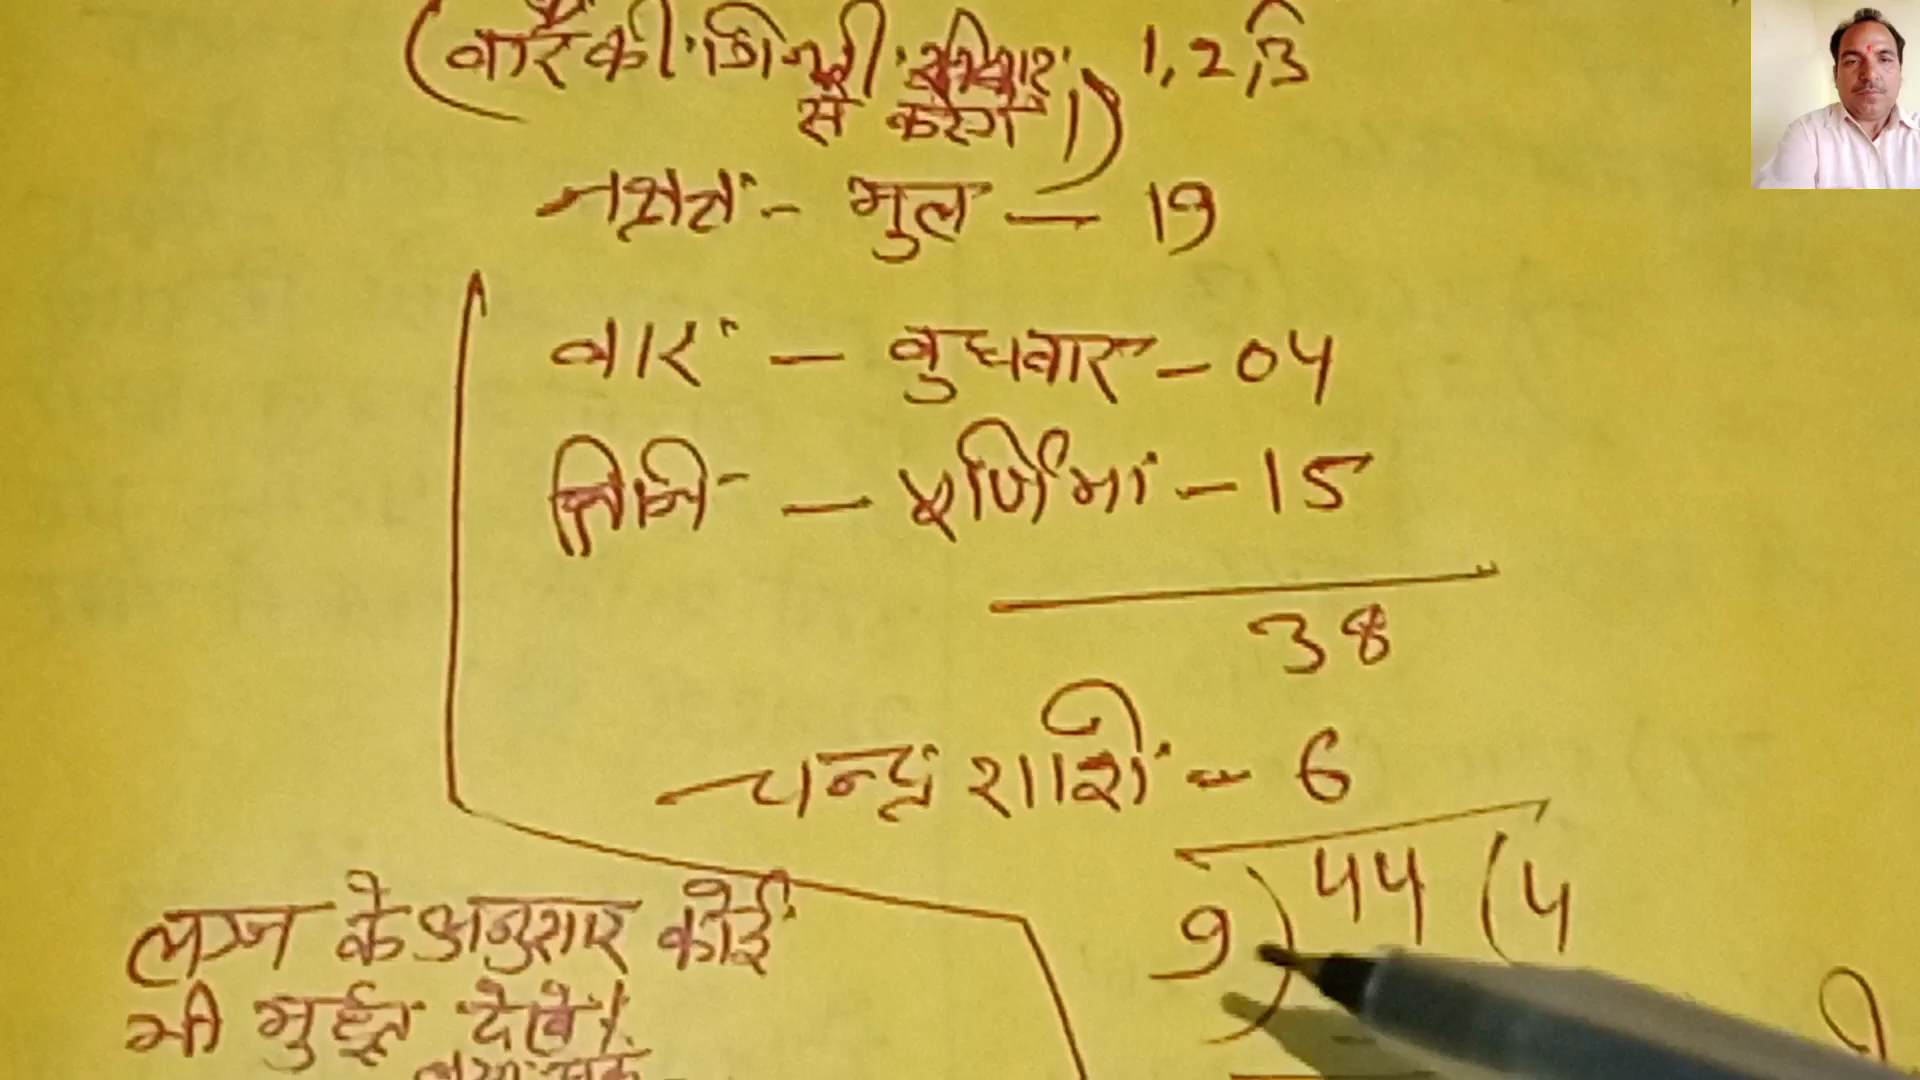 (वार की गिनती रविवार 1,2,3
से करेंगे।)
नक्षत्र - मुल — 19
वार — बुधवार - 04
तिथि — पूर्णिमा - 15
38
चन्द्र राशि - 6
9) 44 (4
लग्न के अनुशार कोई
भी मुर्हूत देखे।